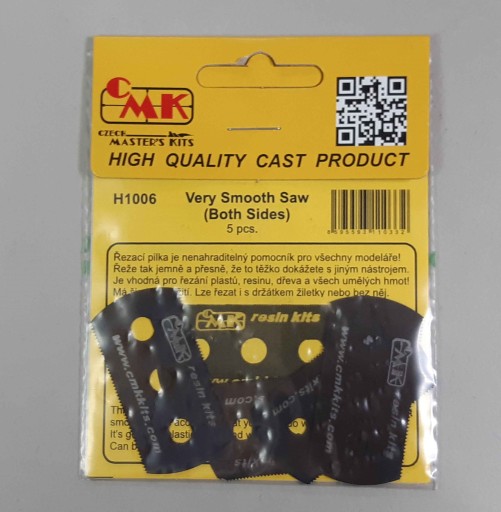 CMK
CZECH
MASTER'S KITS
HIGH QUALITY CAST PRODUCT
H1006
Very Smooth Saw
(Both Sides)
5 pcs.
Řezací pilka je nenahraditelný pomocník pro všechny modeláře!
Řeže tak jemně a přesně, že to těžko dokážete s jiným nástrojem.
Je vhodná pro řezání plastů, resinu, dřeva a všech umělých hmot!
Lze řezat i s držátkem žiletky nebo bez něj.
CMK resin kits
CMK
www.cmkkits.com
resin kits
kits.com
kits
www.cmkkits.com
CMK